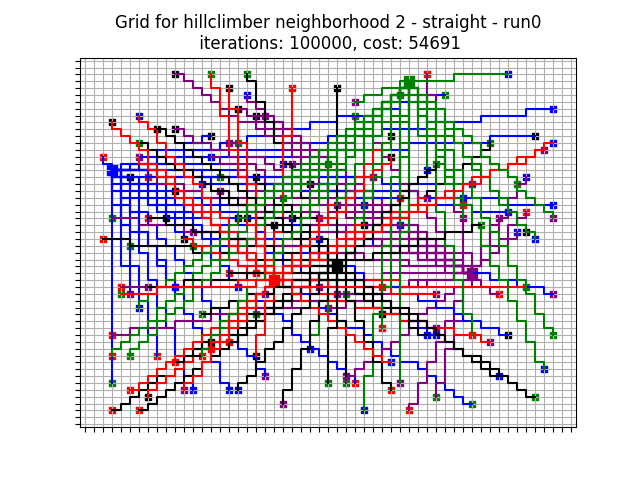 Grid for hillclimber neighborhood 2 - straight - run0
iterations: 100000, cost: 54691